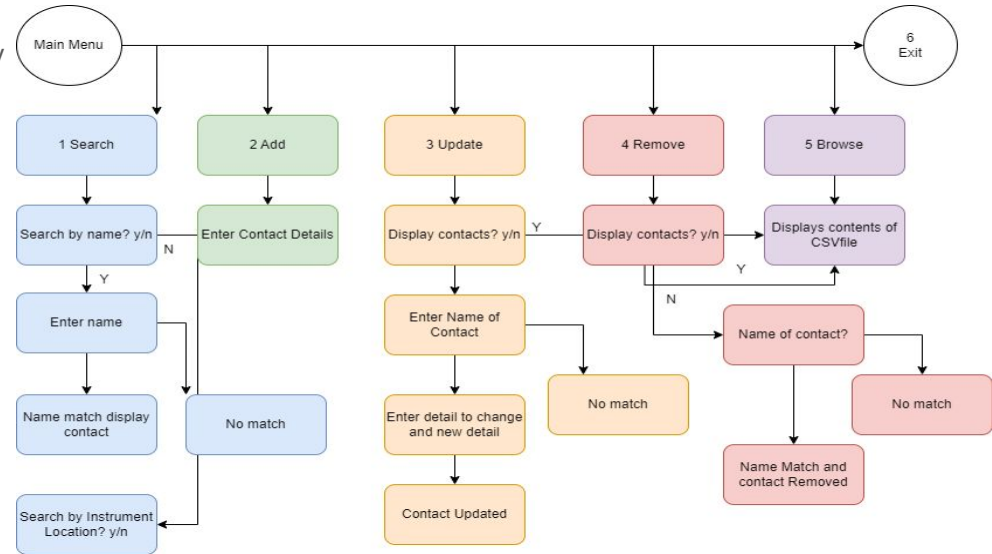 y
Main Menu
6
Exit
1 Search
2 Add
3 Update
4 Remove
5 Browse
Search by name? y/n
N
Enter Contact Details
Display contacts? y/n
Y
Display contacts? y/n
Displays contents of
CSVfile
Y
Y
N
Enter name
Enter Name of
Contact
Name of contact?
Name match display
contact
No match
Enter detail to change
and new detail
No match
No match
Name Match and
contact Removed
Search by Instrument
Location? y/n
Contact Updated